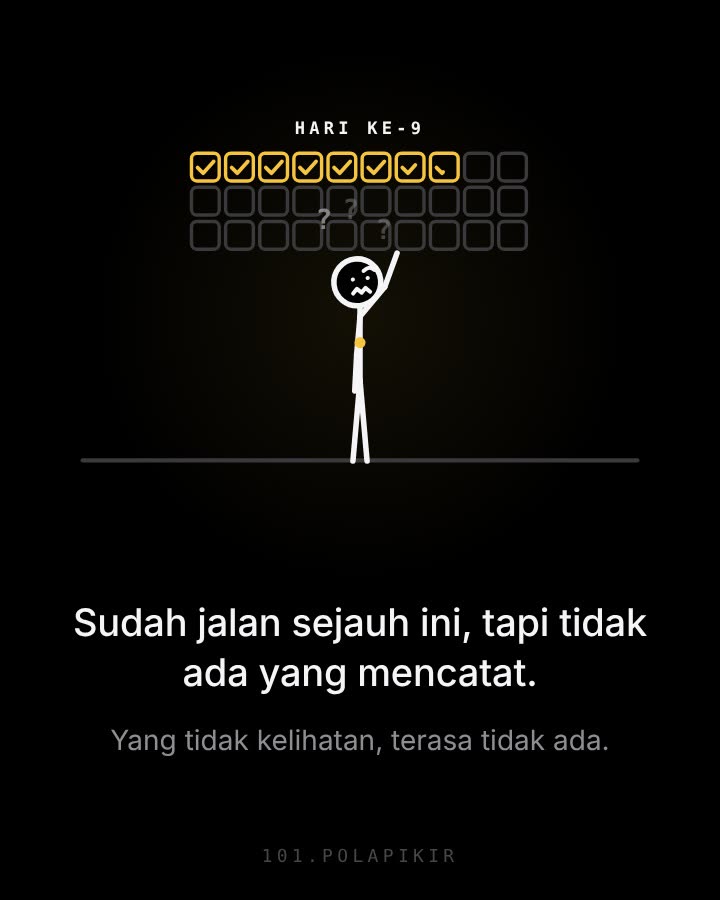 HARI KE-9
? ? ?
Sudah jalan sejauh ini, tapi tidak
ada yang mencatat.
Yang tidak kelihatan, terasa tidak ada.
101.POLAPIKIR